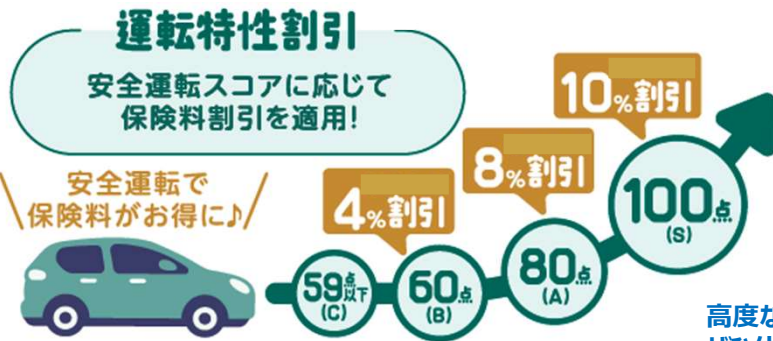 運転特性割引
安全運転スコアに応じて
保険料割引を適用!
安全運転で
保険料がお得に♪
4%割引
8%割引
10%割引
59点以下
(C)
60点
(B)
80点
(A)
100点
(S)
高度な